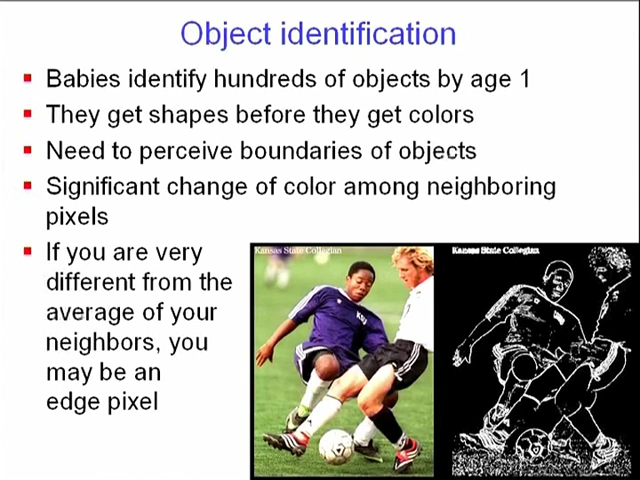 Object identification
Babies identify hundreds of objects by age 1
They get shapes before they get colors
Need to perceive boundaries of objects
Significant change of color among neighboring
pixels
If you are very
different from the
average of your
neighbors, you
may be an
edge pixel
Kansas State Collegian
KSU
Kansas State Collegian